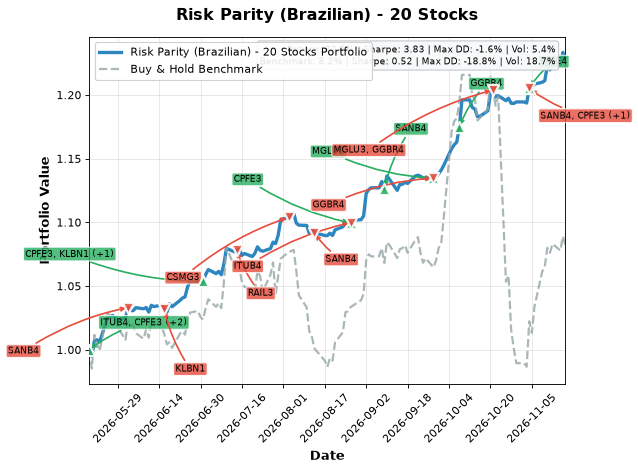 Risk Parity (Brazilian) - 20 Stocks
Risk Parity (Brazilian) - 20 Stocks Portfolio
Buy & Hold Benchmark
Sharpe: 3.83 | Max DD: -1.6% | Vol: 5.4%
Benchmark: 8.2% | Sharpe: 0.52 | Max DD: -18.8% | Vol: 18.7%
GGBR4
SANB4, CPFE3 (+1)
SANB4
MGLU3, GGBR4
CPFE3
GGBR4
CPFE3, KLBN1 (+1)
CSMG3
ITUB4
SANB4
RAIL3
ITUB4, CPFE3 (+2)
SANB4
KLBN1
Portfolio Value
1.20
1.15
1.10
1.05
1.00
2026-05-29
2026-06-14
2026-06-30
2026-07-16
2026-08-01
2026-08-17
2026-09-02
2026-09-18
2026-10-04
2026-10-20
2026-11-05
Date